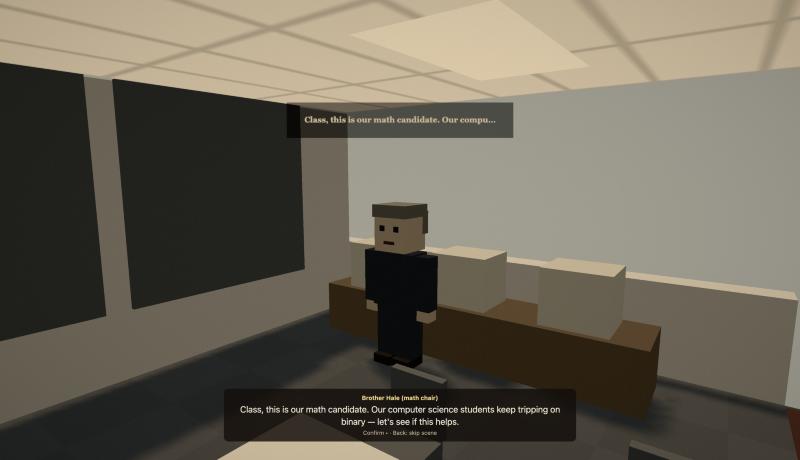 Class, this is our math candidate. Our compu...
Brother Hale (math chair)
Class, this is our math candidate. Our computer science students keep tripping on
binary — let's see if this helps.
Confirm • · Back: skip scene